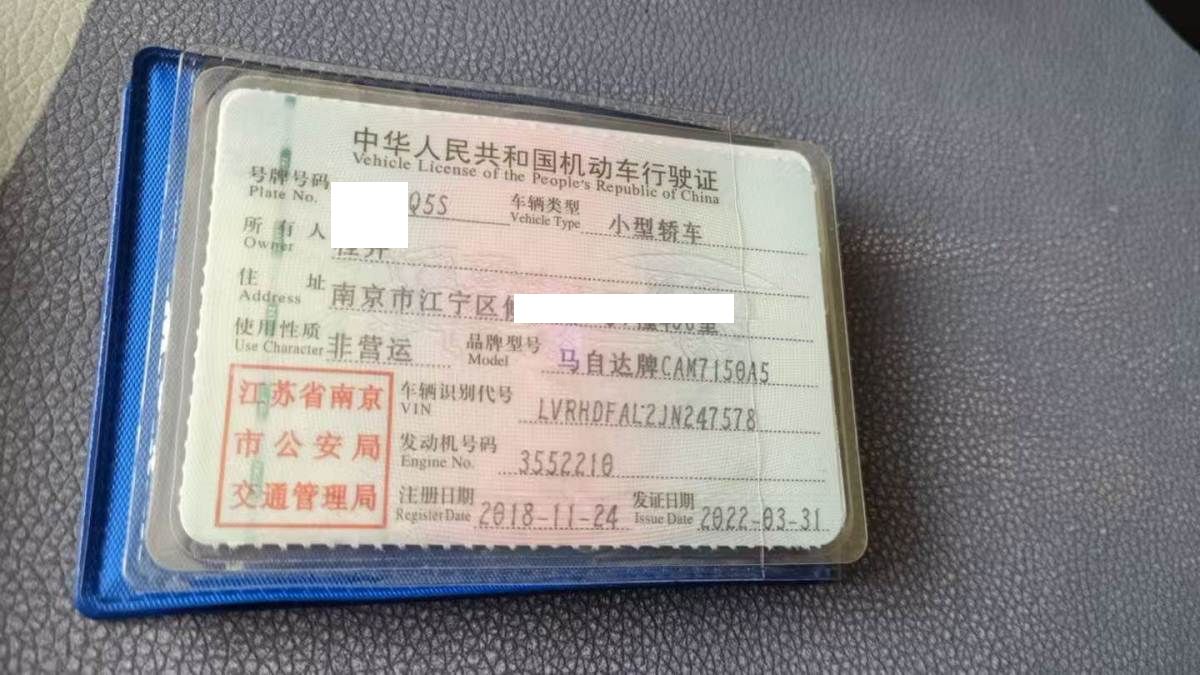 中华人民共和国机动车行驶证
Vehicle License of the People's Republic of China
号牌号码 Q5S 车辆类型 小型轿车
Plate No. Vehicle Type
所有人
Owner
住址 南京市江宁区
Address
使用性质 非营运 品牌型号 马自达牌CAM7150A5
Use Character Model
江苏省南京
市公安局
交通管理局
车辆识别代号 LVRHDFAL2JN247578
VIN
发动机号码 3552210
Engine No.
注册日期 2018-11-24 发证日期 2022-03-31
Register Date Issue Date